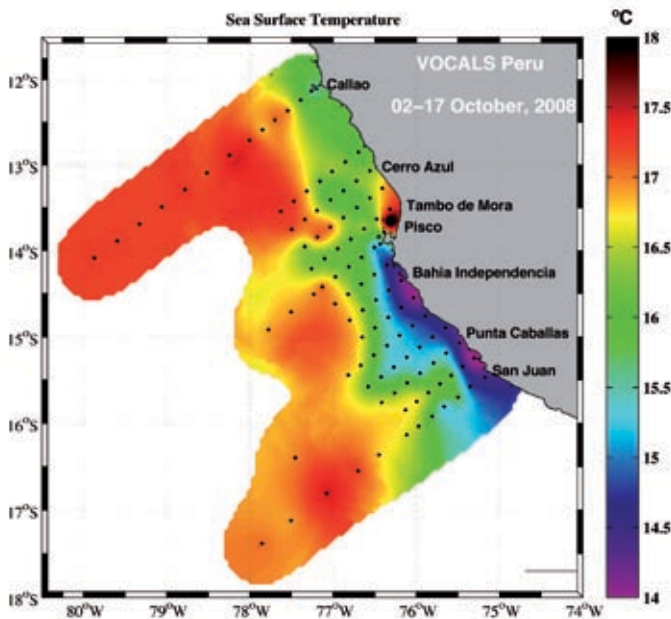 Sea Surface Temperature
ºC
VOCALS Peru
02–17 October, 2008
Callao
Cerro Azul
Tambo de Mora
Pisco
Bahia Independencia
Punta Caballas
San Juan
12°S
13°S
14°S
15°S
16°S
17°S
18°S
80°W
79°W
78°W
77°W
76°W
75°W
74°W
18
17.5
17
16.5
16
15.5
15
14.5
14